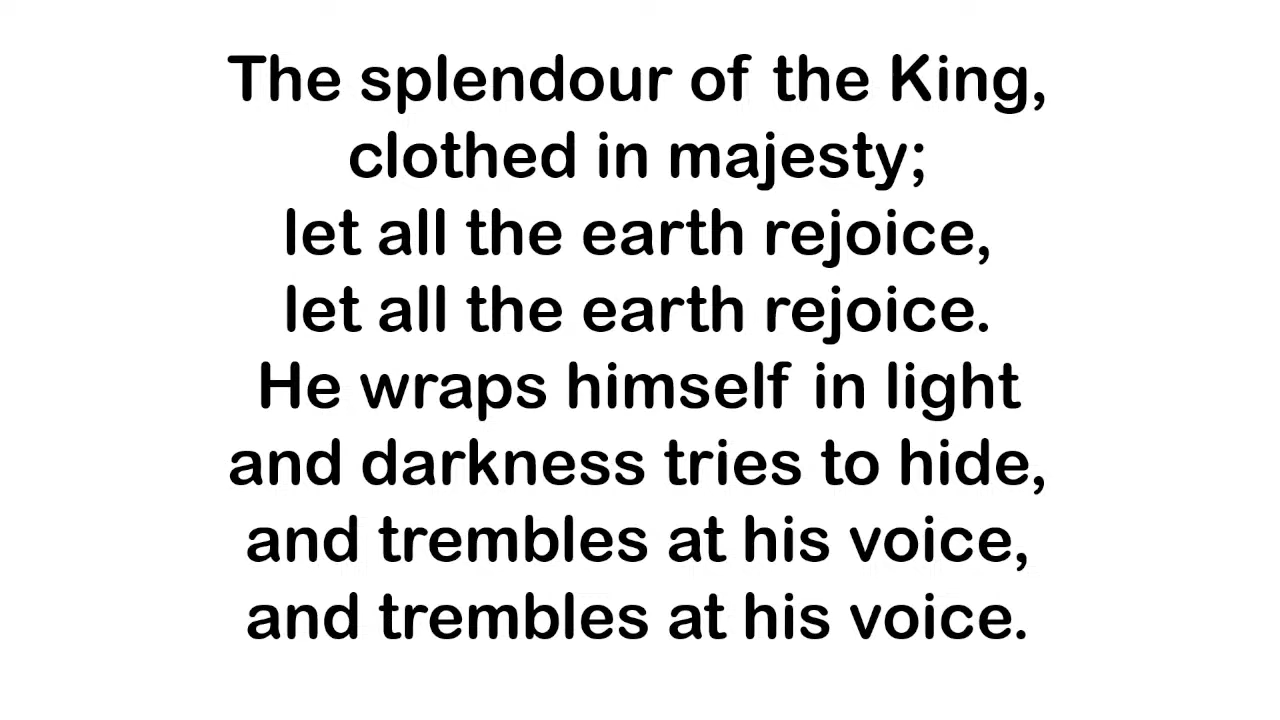 The splendour of the King,
clothed in majesty;
let all the earth rejoice,
let all the earth rejoice.
He wraps himself in light
and darkness tries to hide,
and trembles at his voice,
and trembles at his voice.